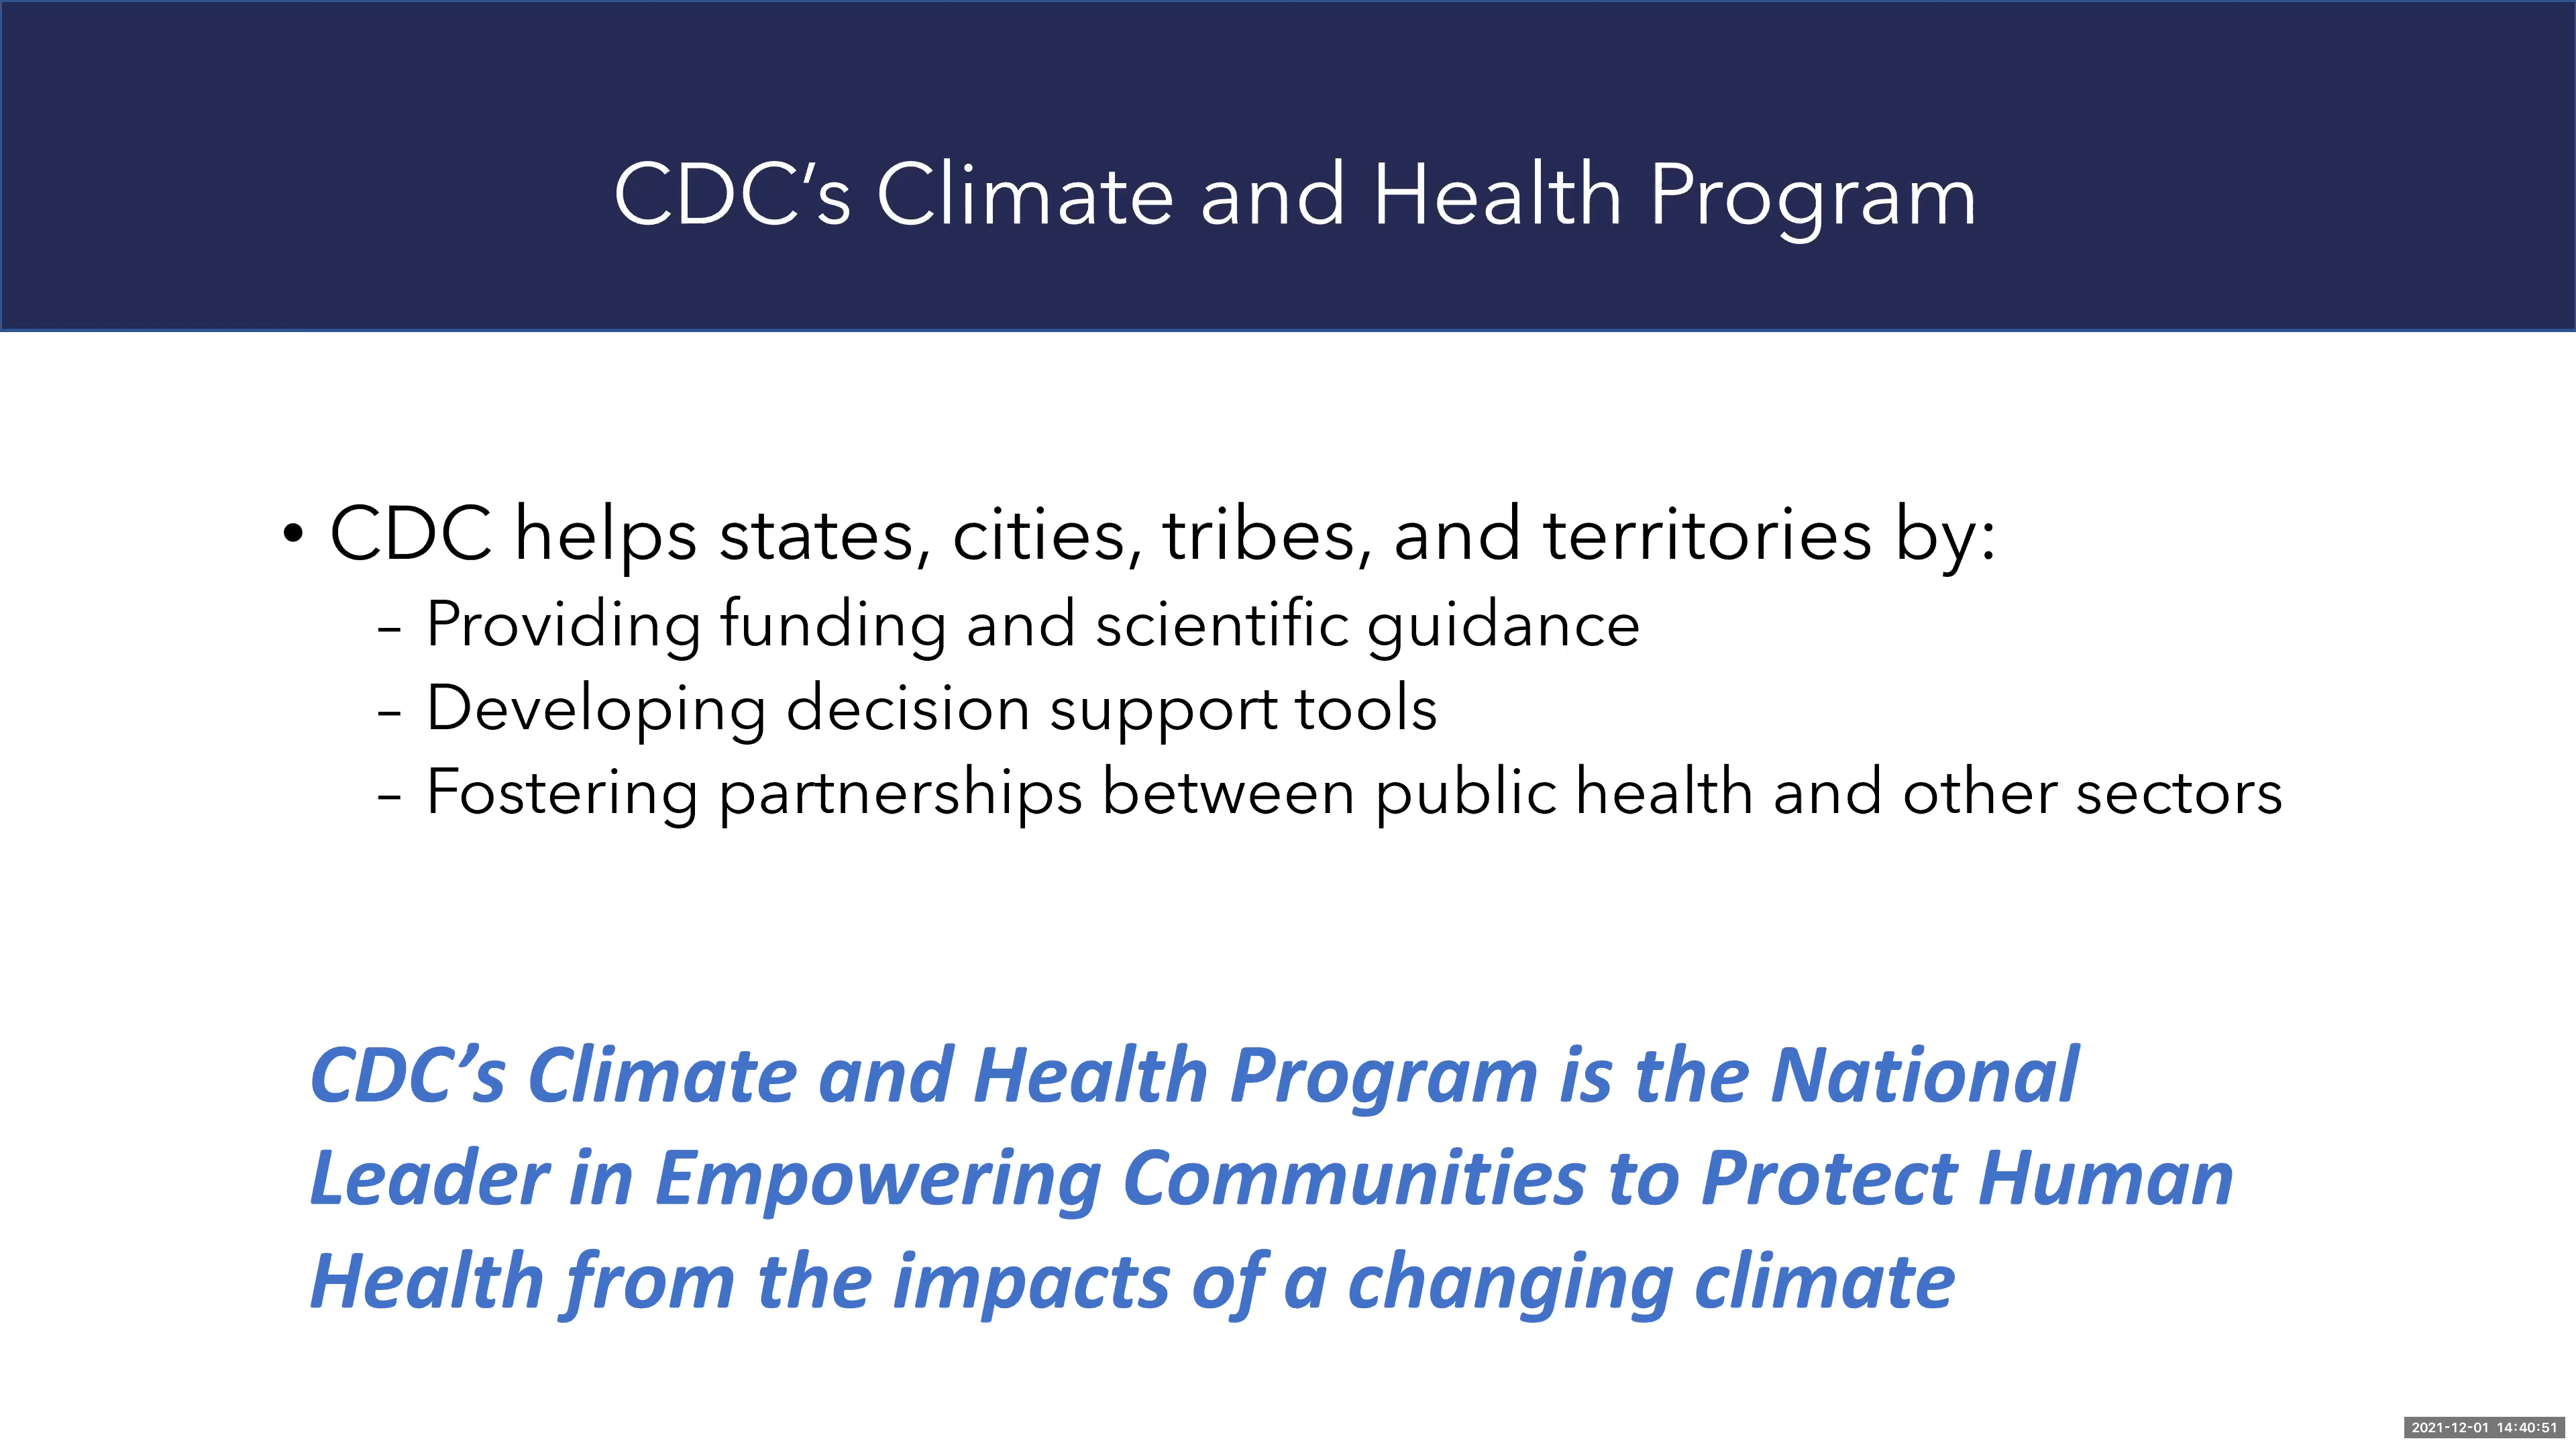 CDC’s Climate and Health Program
• CDC helps states, cities, tribes, and territories by:
– Providing funding and scientific guidance
– Developing decision support tools
– Fostering partnerships between public health and other sectors
CDC’s Climate and Health Program is the National
Leader in Empowering Communities to Protect Human
Health from the impacts of a changing climate
2021-12-01 14:40:51